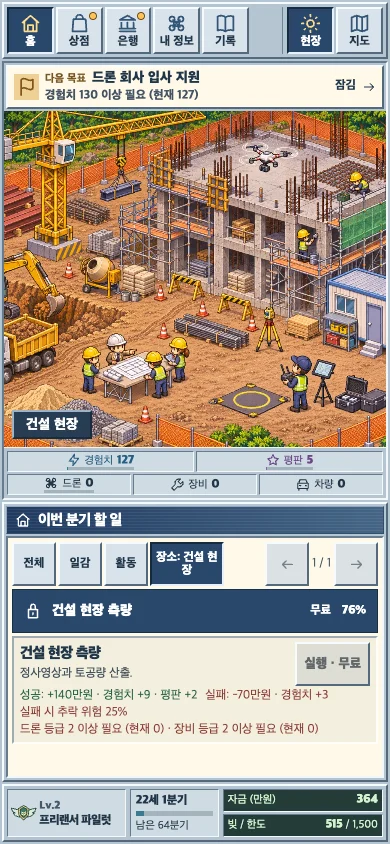 홈
상점
은행
내 정보
기록
현장
지도
다음 목표 드론 회사 입사 지원
경험치 130 이상 필요 (현재 127)
잠김 →
건설 현장
경험치 127
평판 5
드론 0
장비 0
차량 0
이번 분기 할 일
전체
일감
활동
장소: 건설 현
장
← 1 / 1 →
건설 현장 측량 무료 76%
건설 현장 측량
정사영상과 토공량 산출.
실행 · 무료
성공: +140만원 · 경험치 +9 · 평판 +2 실패: -70만원 · 경험치 +3
실패 시 추락 위험 25%
드론 등급 2 이상 필요 (현재 0) · 장비 등급 2 이상 필요 (현재 0)
Lv.2
프리랜서 파일럿
22세 1분기
남은 64분기
자금 (만원) 364
빚 / 한도 515 / 1,500